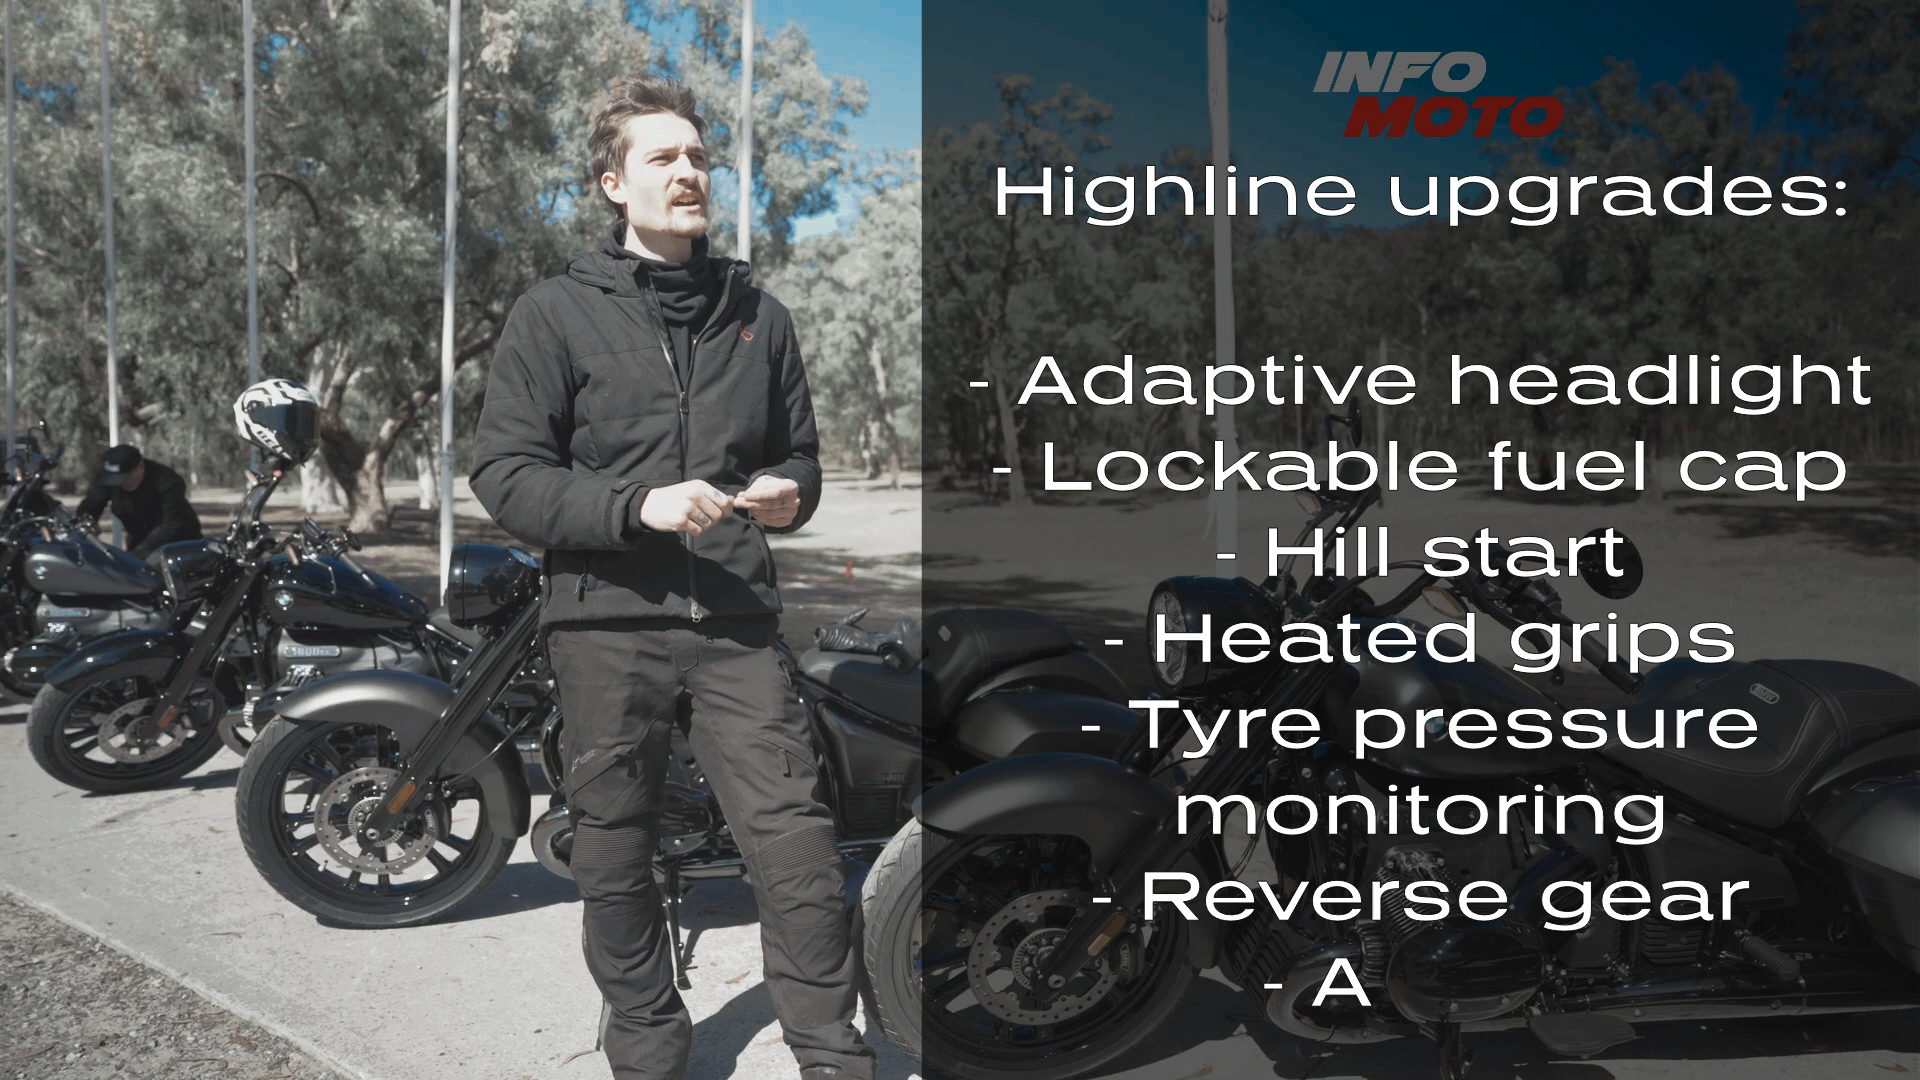 INFO
MOTO
Highline upgrades:
- Adaptive headlight
- Lockable fuel cap
- Hill start
- Heated grips
- Tyre pressure
monitoring
- Reverse gear
- A